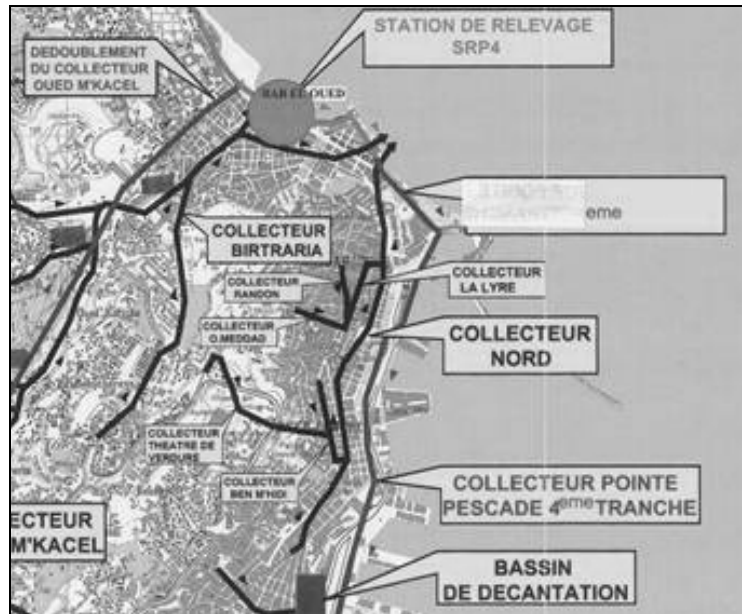 STATION DE RELEVAGE
SRP4
DEDOUBLEMENT
DU COLLECTEUR
OUED M'KACEL
BAB EL OUED
eme
COLLECTEUR
BIRTRARIA
COLLECTEUR
RANDON
COLLECTEUR
LA LYRE
COLLECTEUR
O.MEDDAD
COLLECTEUR
NORD
COLLECTEUR
THEATRE DE
VERDURE
COLLECTEUR
BEN M'HIDI
COLLECTEUR POINTE
PESCADE 4eme TRANCHE
ECTEUR
M'KACEL
BASSIN
DE DECANTATION